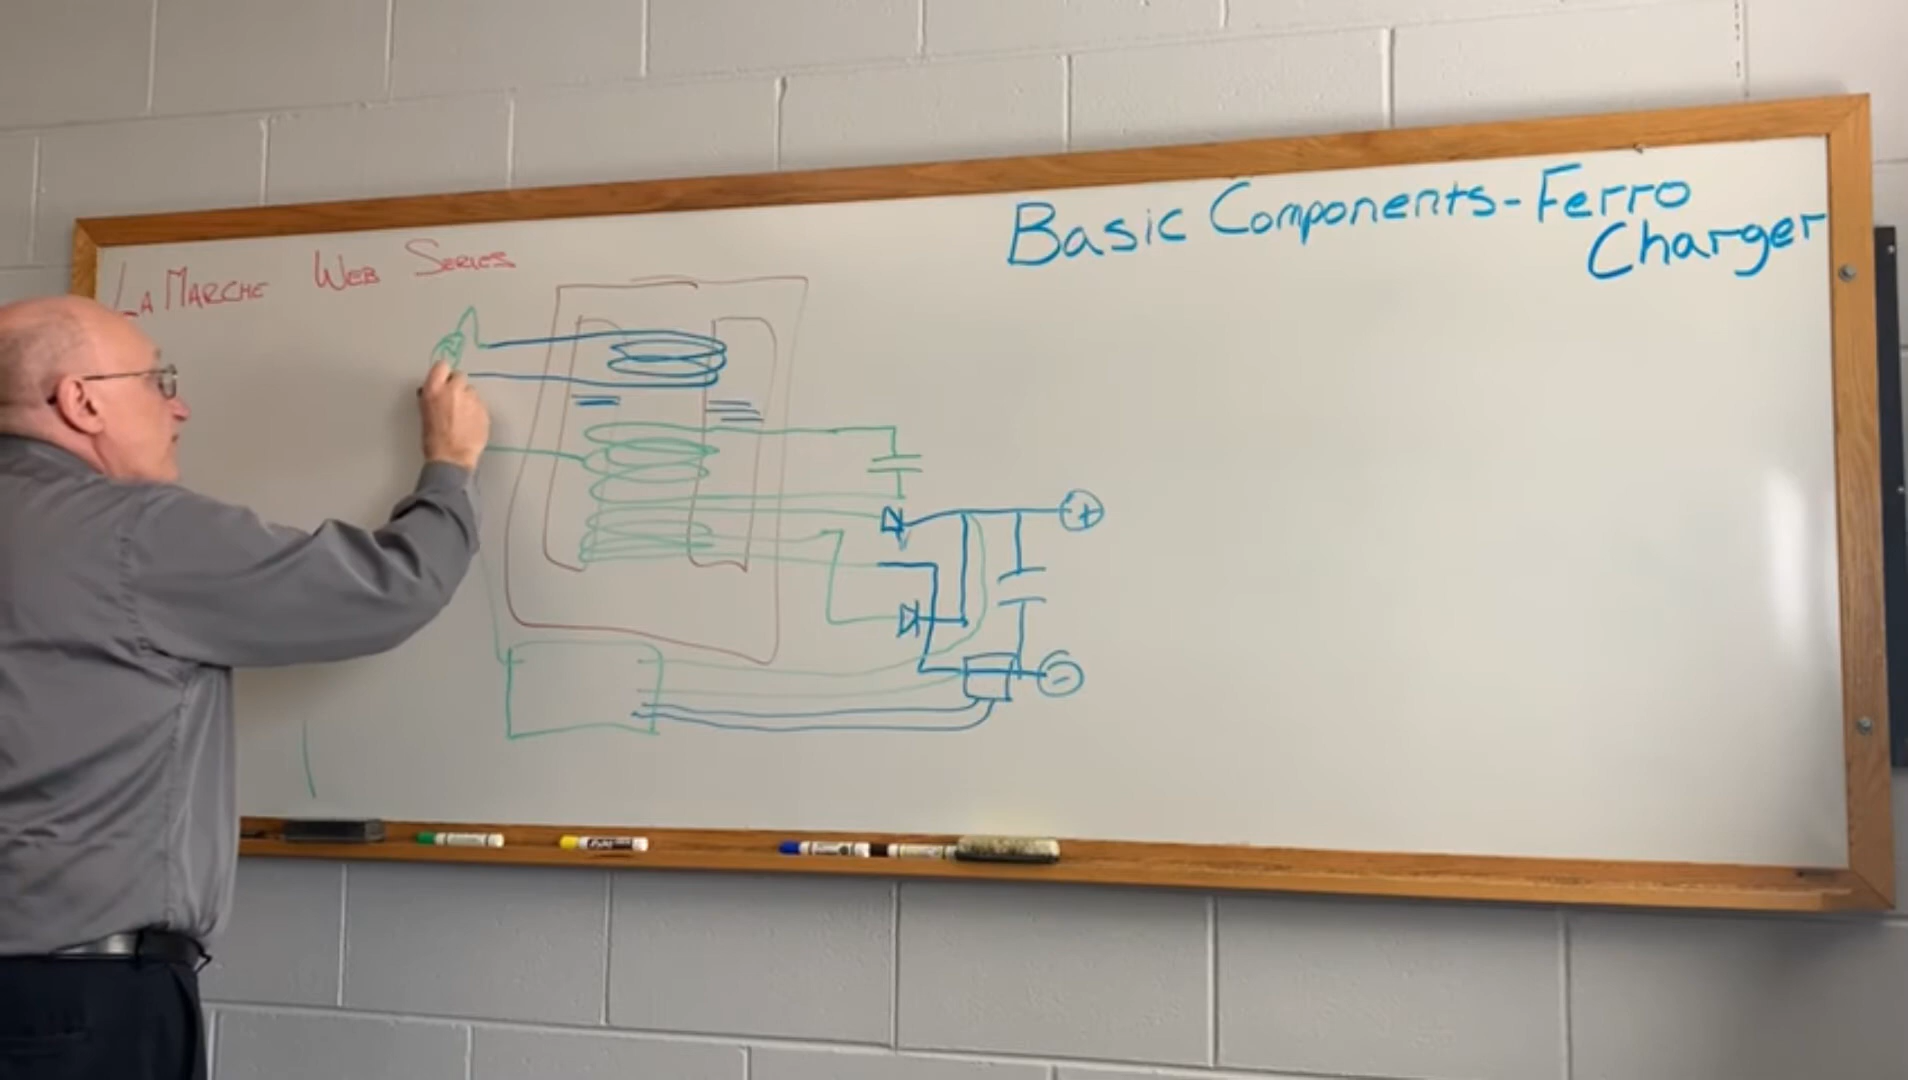 La Marche Web Series
Basic Components-Ferro
Charger
+
-